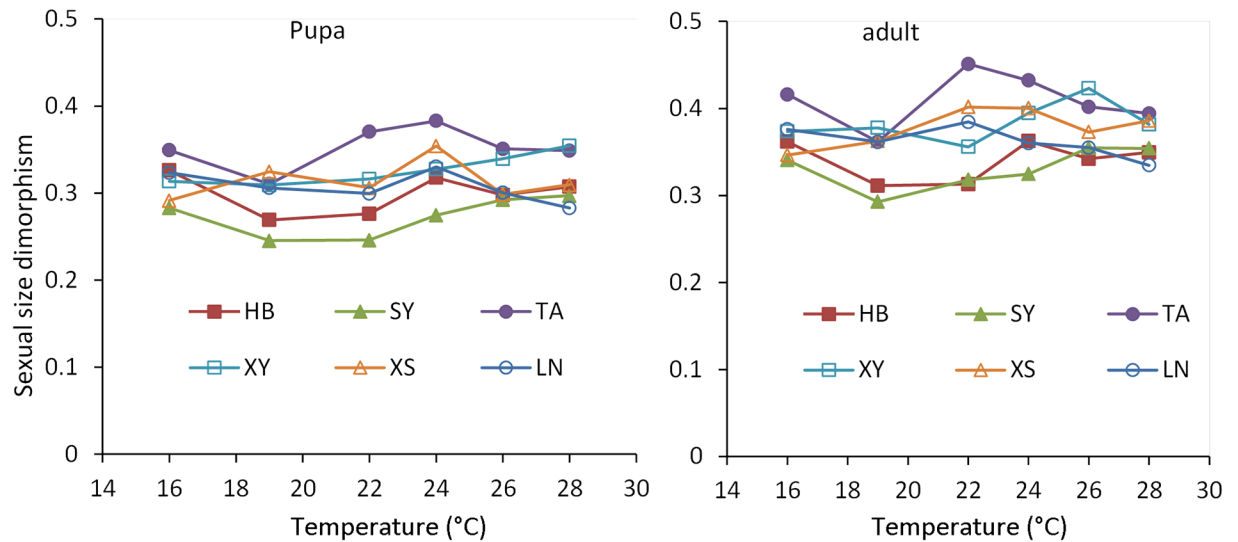 Pupa
Sexual size dimorphism
0.5
0.4
0.3
0.2
0.1
0
HB SY TA
XY XS LN
14 16 18 20 22 24 26 28 30
Temperature (°C)
adult
0.5
0.4
0.3
0.2
0.1
0
HB SY TA
XY XS LN
14 16 18 20 22 24 26 28 30
Temperature (°C)